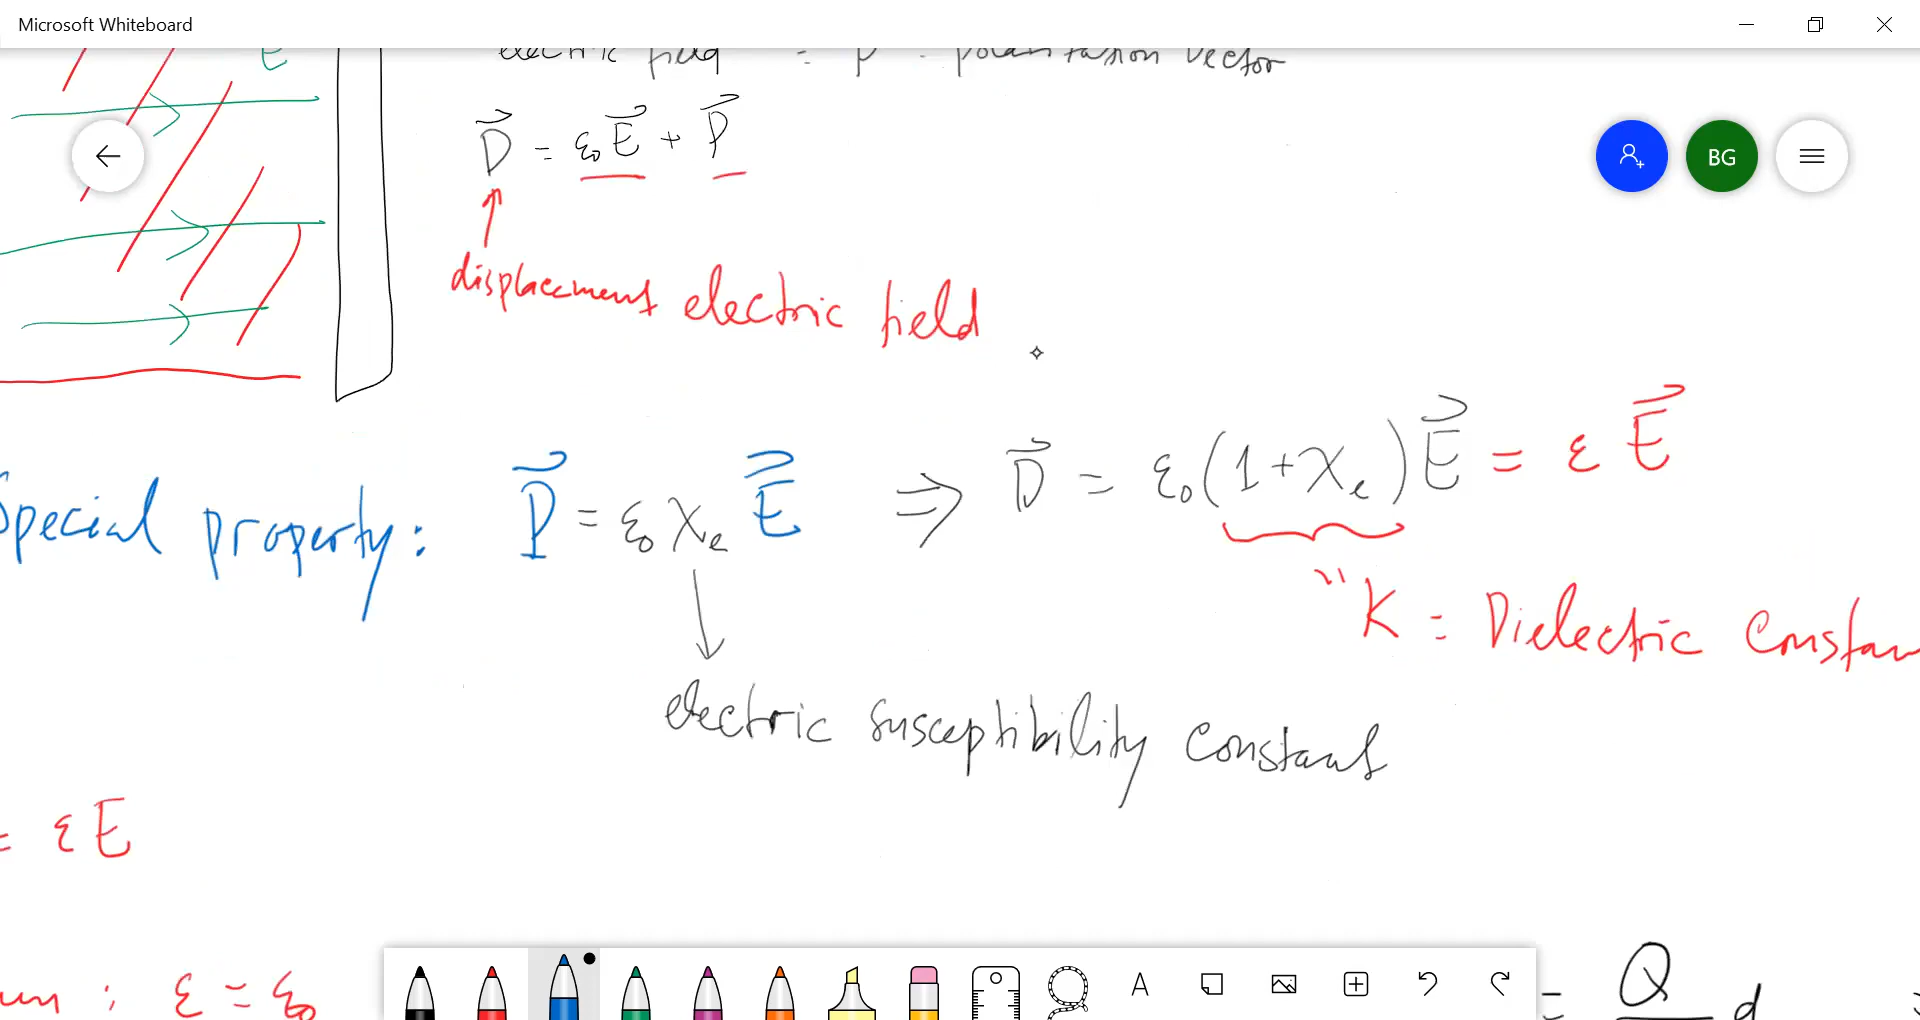 Microsoft Whiteboard
E
electric field = P = polarization vector
D⃗ = ε₀E⃗ + P⃗
BG
displacement electric field
Special property: P⃗ = ε₀χₑE⃗ ⇒ D⃗ = ε₀(1+χₑ)E⃗ = εE⃗
"K = Dielectric Constan
electric susceptibility constant
= εE
: ε = ε₀
= Q d
A